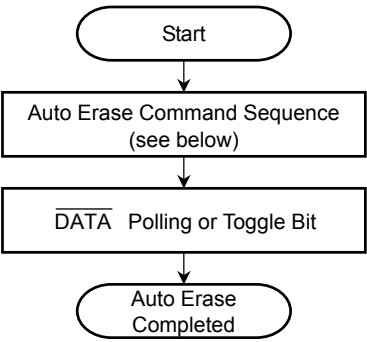 Start
Auto Erase Command Sequence
(see below)
DATA Polling or Toggle Bit
Auto Erase
Completed